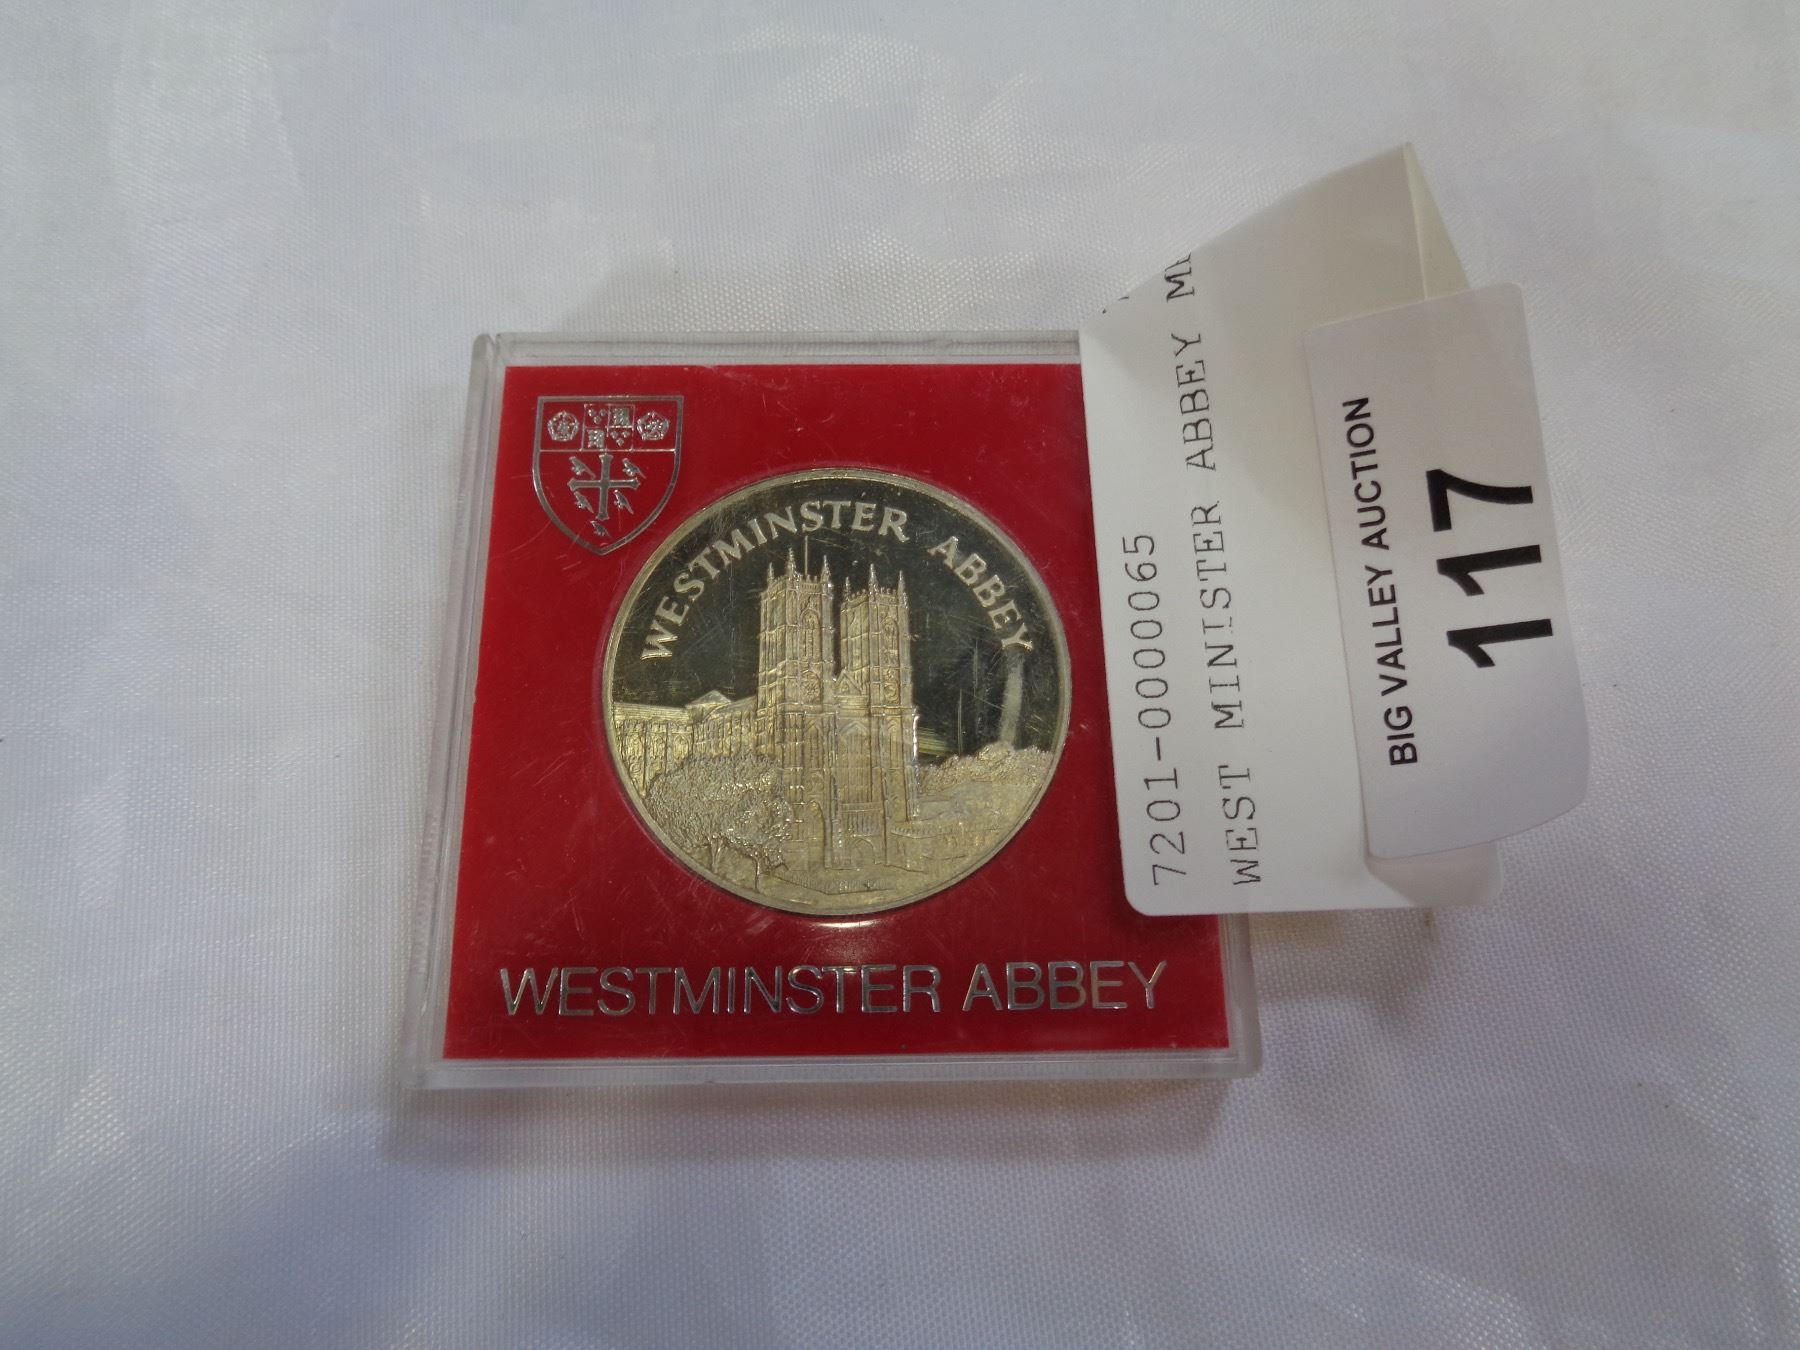 WESTMINSTER ABBEY
WESTMINSTER ABBEY
7201-0000065
WEST MINISTER ABBEY
BIG VALLEY AUCTION
117